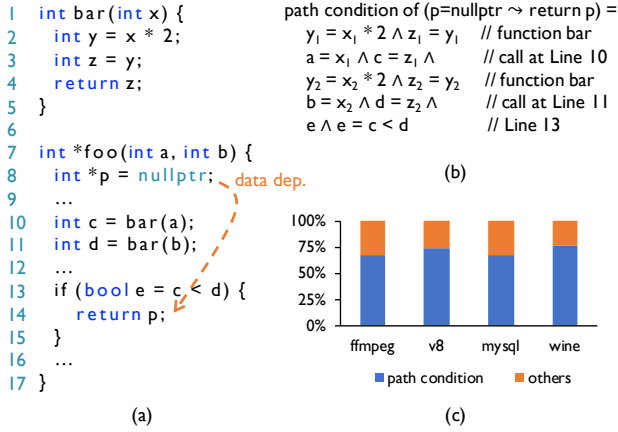 1 int bar(int x) {
2 int y = x * 2;
3 int z = y;
4 return z;
5 }
6
7 int *foo(int a, int b) {
8 int *p = nullptr;
data dep.
9 ...
10 int c = bar(a);
11 int d = bar(b);
12 ...
13 if (bool e = c < d) {
14 return p;
15 }
16 ...
17 }
(a)
path condition of (p=nullptr ⤳ return p) =
y₁ = x₁ * 2 ∧ z₁ = y₁ // function bar
a = x₁ ∧ c = z₁ ∧ // call at Line 10
y₂ = x₂ * 2 ∧ z₂ = y₂ // function bar
b = x₂ ∧ d = z₂ ∧ // call at Line 11
e ∧ e = c < d // Line 13
(b)
100%
75%
50%
25%
0%
ffmpeg v8 mysql wine
path condition others
(c)